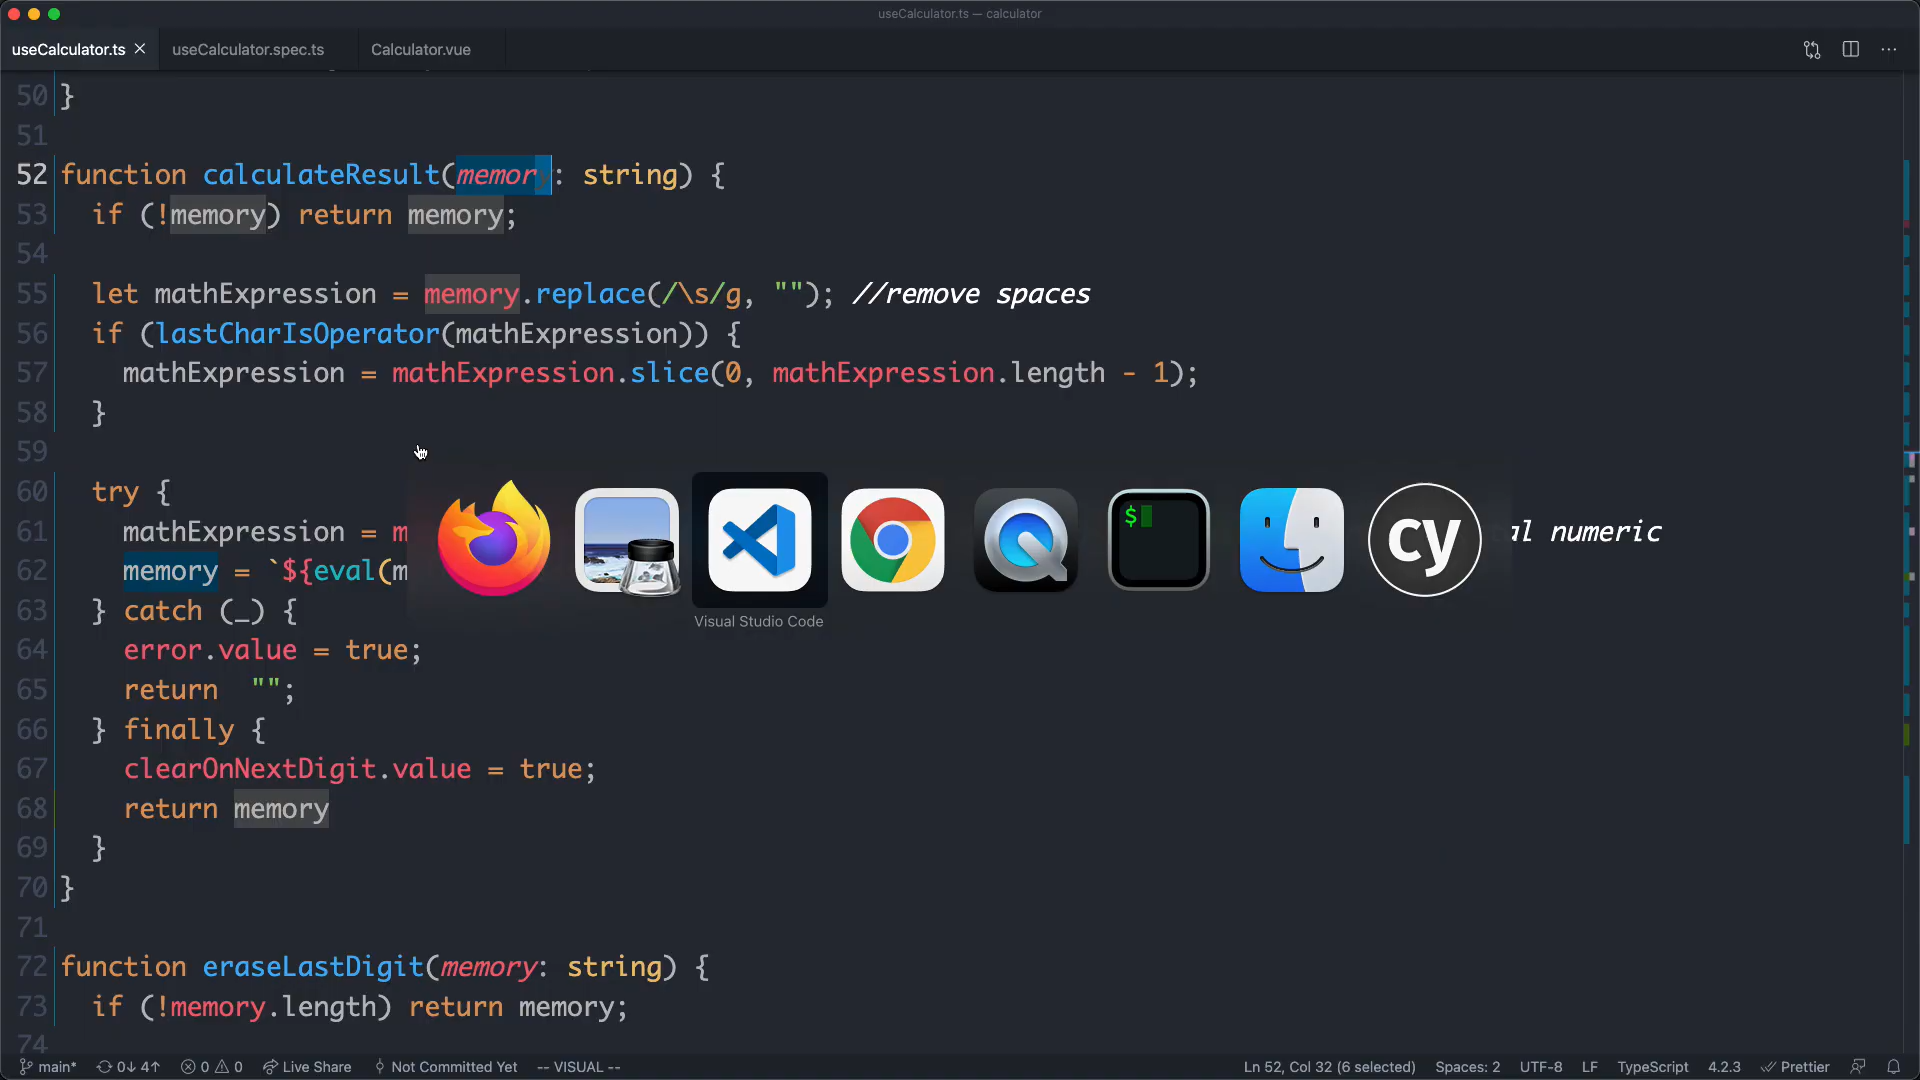 useCalculator.ts — calculator
useCalculator.ts
useCalculator.spec.ts
Calculator.vue
50 }
51
52 function calculateResult(memory: string) {
53 if (!memory) return memory;
54
55 let mathExpression = memory.replace(/\s/g, ""); //remove spaces
56 if (lastCharIsOperator(mathExpression)) {
57 mathExpression = mathExpression.slice(0, mathExpression.length - 1);
58 }
59
60 try {
61 mathExpression = m al numeric
62 memory = `${eval(m
63 } catch (_) {
64 error.value = true;
65 return "";
66 } finally {
67 clearOnNextDigit.value = true;
68 return memory
69 }
70 }
71
72 function eraseLastDigit(memory: string) {
73 if (!memory.length) return memory;
74
$
cy
Visual Studio Code
main* 0↓ 4↑ 0 0 Live Share Not Committed Yet -- VISUAL -- Ln 52, Col 32 (6 selected) Spaces: 2 UTF-8 LF TypeScript 4.2.3 Prettier